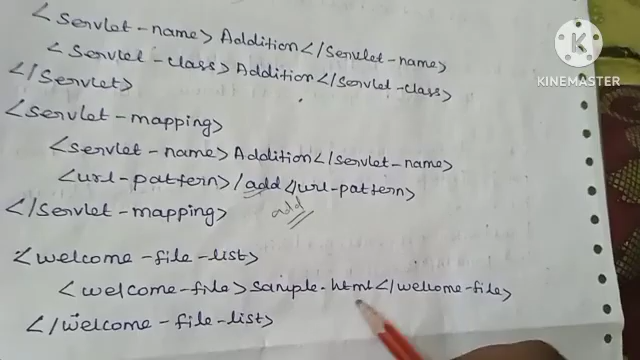 <servlet-name> Addition </servlet-name>
<servlet-class> Addition </servlet-class>
</servlet>
<servlet-mapping>
<servlet-name> Addition </servlet-name>
<url-pattern> /add </url-pattern>
add
</servlet-mapping>
<welcome-file-list>
<welcome-file> sample.html </welcome-file>
</welcome-file-list>
KINEMASTER